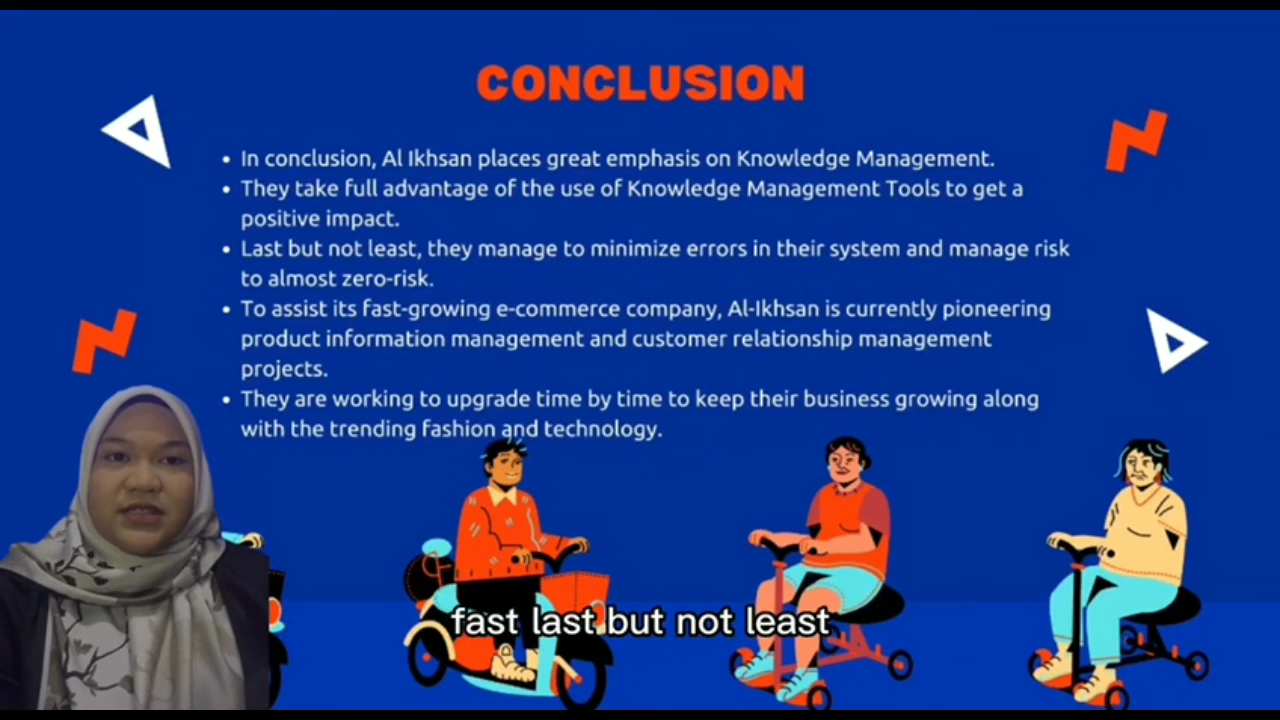 CONCLUSION
• In conclusion, Al Ikhsan places great emphasis on Knowledge Management.
• They take full advantage of the use of Knowledge Management Tools to get a
positive impact.
• Last but not least, they manage to minimize errors in their system and manage risk
to almost zero-risk.
• To assist its fast-growing e-commerce company, Al-Ikhsan is currently pioneering
product information management and customer relationship management
projects.
• They are working to upgrade time by time to keep their business growing along
with the trending fashion and technology.
fast last but not least